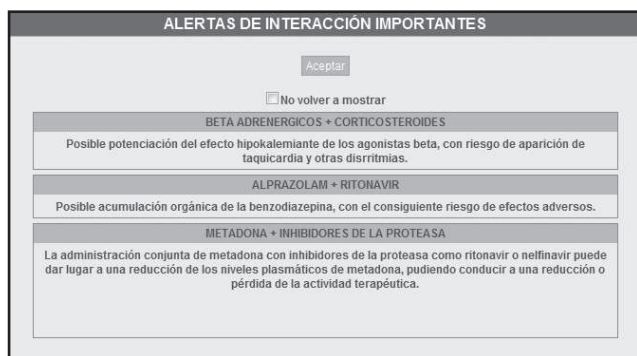 ALERTAS DE INTERACCIÓN IMPORTANTES
Aceptar
No volver a mostrar
BETA ADRENERGICOS + CORTICOSTEROIDES
Posible potenciación del efecto hipokalemiante de los agonistas beta, con riesgo de aparición de
taquicardia y otras disrritmias.
ALPRAZOLAM + RITONAVIR
Posible acumulación orgánica de la benzodiazepina, con el consiguiente riesgo de efectos adversos.
METADONA + INHIBIDORES DE LA PROTEASA
La administración conjunta de metadona con inhibidores de la proteasa como ritonavir o nelfinavir puede
dar lugar a una reducción de los niveles plasmáticos de metadona, pudiendo conducir a una reducción o
pérdida de la actividad terapéutica.